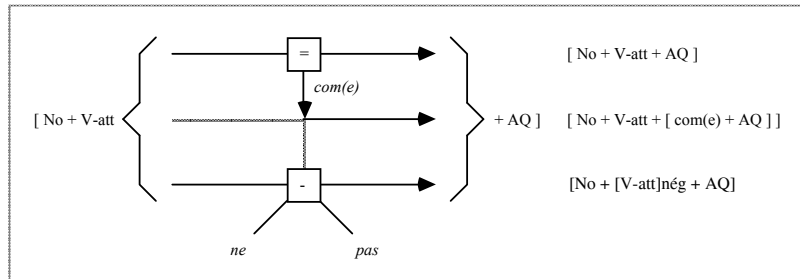 = [ No + V-att + AQ ]
com(e)
[ No + V-att + AQ ] [ No + V-att + [ com(e) + AQ ] ]
- [No + [V-att]nég + AQ]
ne pas